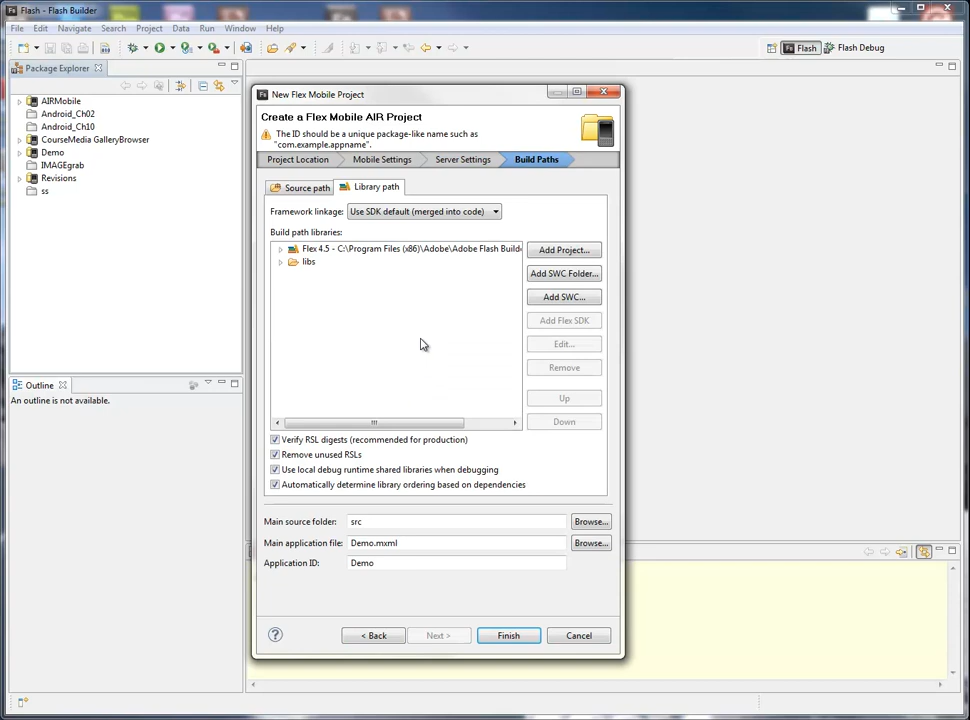 Fs Flash - Flash Builder
File Edit Navigate Search Project Data Run Window Help
Fs Flash Flash Debug
Package Explorer
AIRMobile
Android_Ch02
Android_Ch10
CourseMedia GalleryBrowser
Demo
IMAGEgrab
Revisions
ss
Outline
An outline is not available.
Fs New Flex Mobile Project
Create a Flex Mobile AIR Project
The ID should be a unique package-like name such as
"com.example.appname".
Project Location Mobile Settings Server Settings Build Paths
Source path Library path
Framework linkage: Use SDK default (merged into code)
Build path libraries:
Flex 4.5 - C:\Program Files (x86)\Adobe\Adobe Flash Build
libs
Add Project...
Add SWC Folder...
Add SWC...
Add Flex SDK
Edit...
Remove
Up
Down
Verify RSL digests (recommended for production)
Remove unused RSLs
Use local debug runtime shared libraries when debugging
Automatically determine library ordering based on dependencies
Main source folder: src Browse...
Main application file: Demo.mxml Browse...
Application ID: Demo
? < Back Next > Finish Cancel